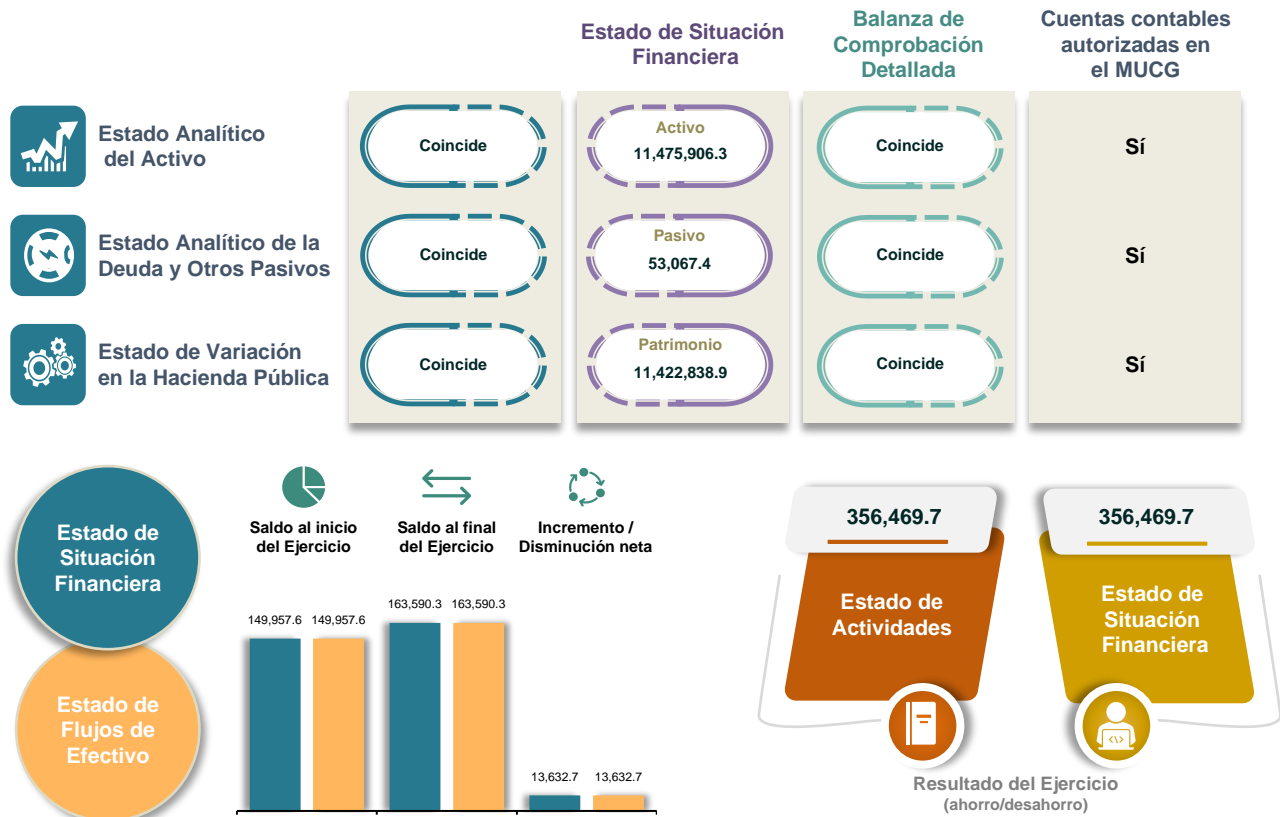 Estado de Situación
Financiera
Balanza de
Comprobación
Detallada
Cuentas contables
autorizadas en
el MUCG
Estado Analítico
del Activo
Coincide
Activo
11,475,906.3
Coincide
Sí
Estado Analítico de la
Deuda y Otros Pasivos
Coincide
Pasivo
53,067.4
Coincide
Sí
Estado de Variación
en la Hacienda Pública
Coincide
Patrimonio
11,422,838.9
Coincide
Sí
Estado de
Situación
Financiera
Estado de
Flujos de
Efectivo
Saldo al inicio
del Ejercicio
Saldo al final
del Ejercicio
Incremento /
Disminución neta
149,957.6
149,957.6
163,590.3
163,590.3
13,632.7
13,632.7
356,469.7
Estado de
Actividades
356,469.7
Estado de
Situación
Financiera
Resultado del Ejercicio
(ahorro/desahorro)